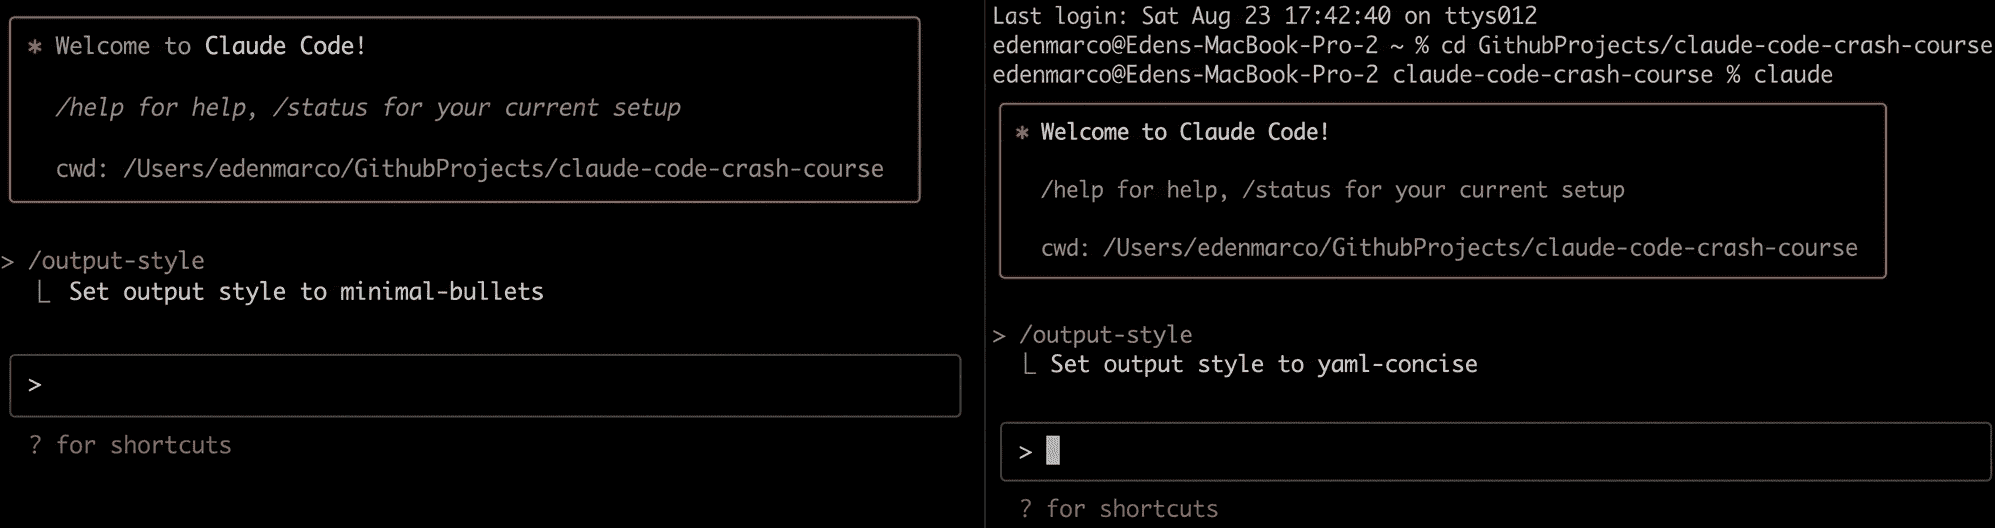 * Welcome to Claude Code!
/help for help, /status for your current setup
cwd: /Users/edenmarco/GithubProjects/claude-code-crash-course
> /output-style
⎿ Set output style to minimal-bullets
>
? for shortcuts
Last login: Sat Aug 23 17:42:40 on ttys012
edenmarco@Edens-MacBook-Pro-2 ~ % cd GithubProjects/claude-code-crash-course
edenmarco@Edens-MacBook-Pro-2 claude-code-crash-course % claude
* Welcome to Claude Code!
/help for help, /status for your current setup
cwd: /Users/edenmarco/GithubProjects/claude-code-crash-course
> /output-style
⎿ Set output style to yaml-concise
>
? for shortcuts